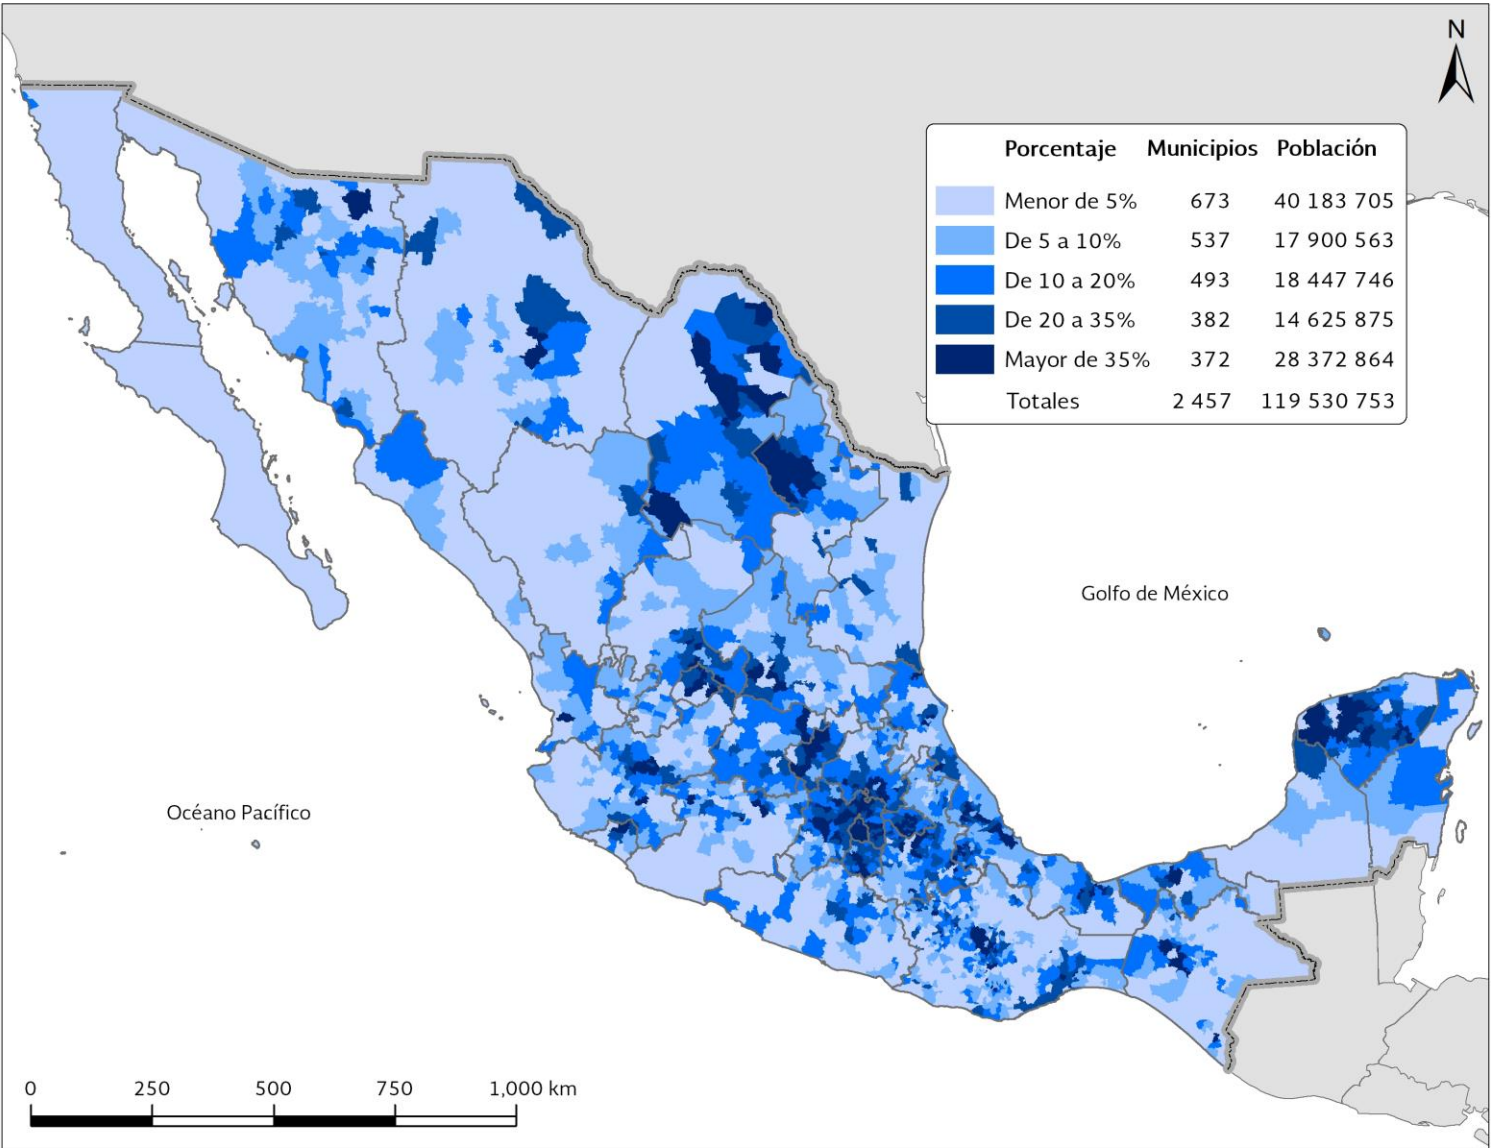 N
Porcentaje Municipios Población
Menor de 5% 673 40 183 705
De 5 a 10% 537 17 900 563
De 10 a 20% 493 18 447 746
De 20 a 35% 382 14 625 875
Mayor de 35% 372 28 372 864
Totales 2 457 119 530 753
Golfo de México
Océano Pacífico
0 250 500 750 1,000 km